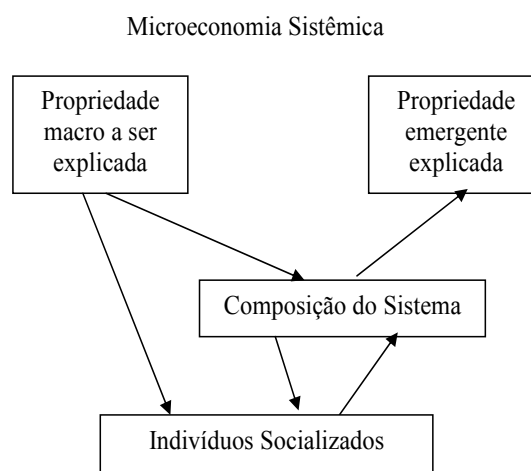 Microeconomia Sistêmica
Propriedade
macro a ser
explicada
Propriedade
emergente
explicada
Composição do Sistema
Indivíduos Socializados